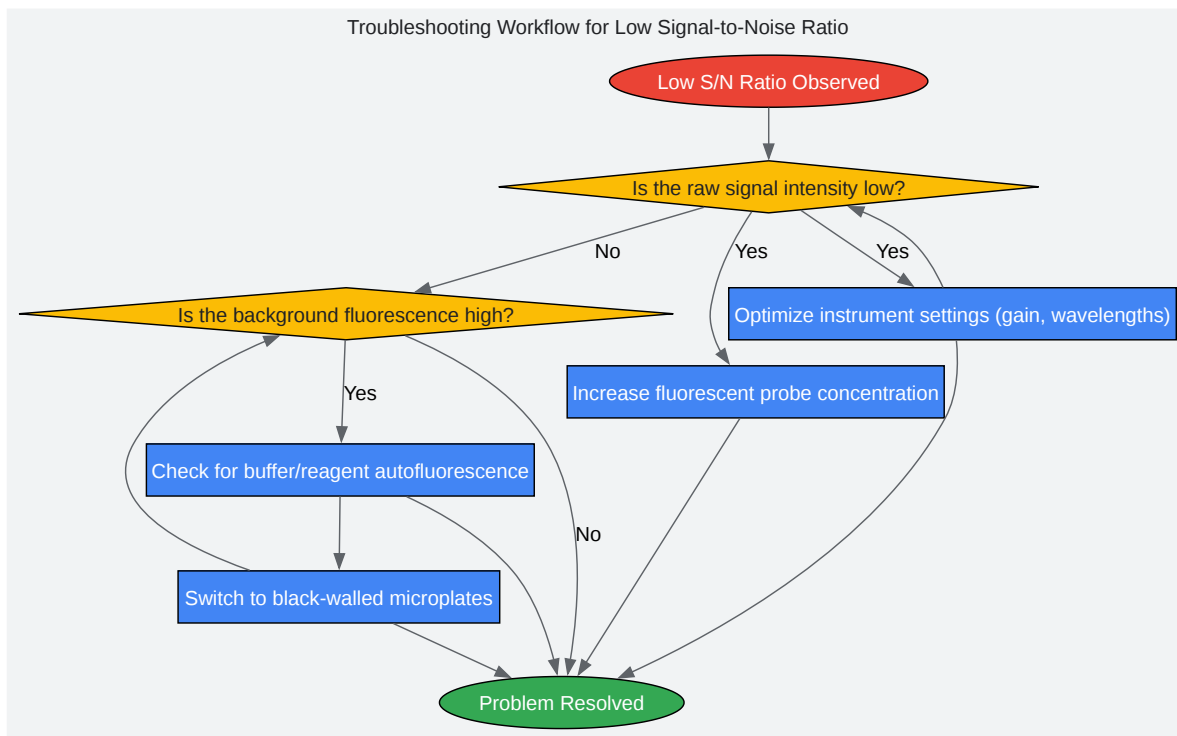 Troubleshooting Workflow for Low Signal-to-Noise Ratio
Low S/N Ratio Observed
Is the raw signal intensity low?
No
Yes
Yes
Is the background fluorescence high?
Optimize instrument settings (gain, wavelengths)
Yes
Increase fluorescent probe concentration
Check for buffer/reagent autofluorescence
No
Switch to black-walled microplates
Problem Resolved